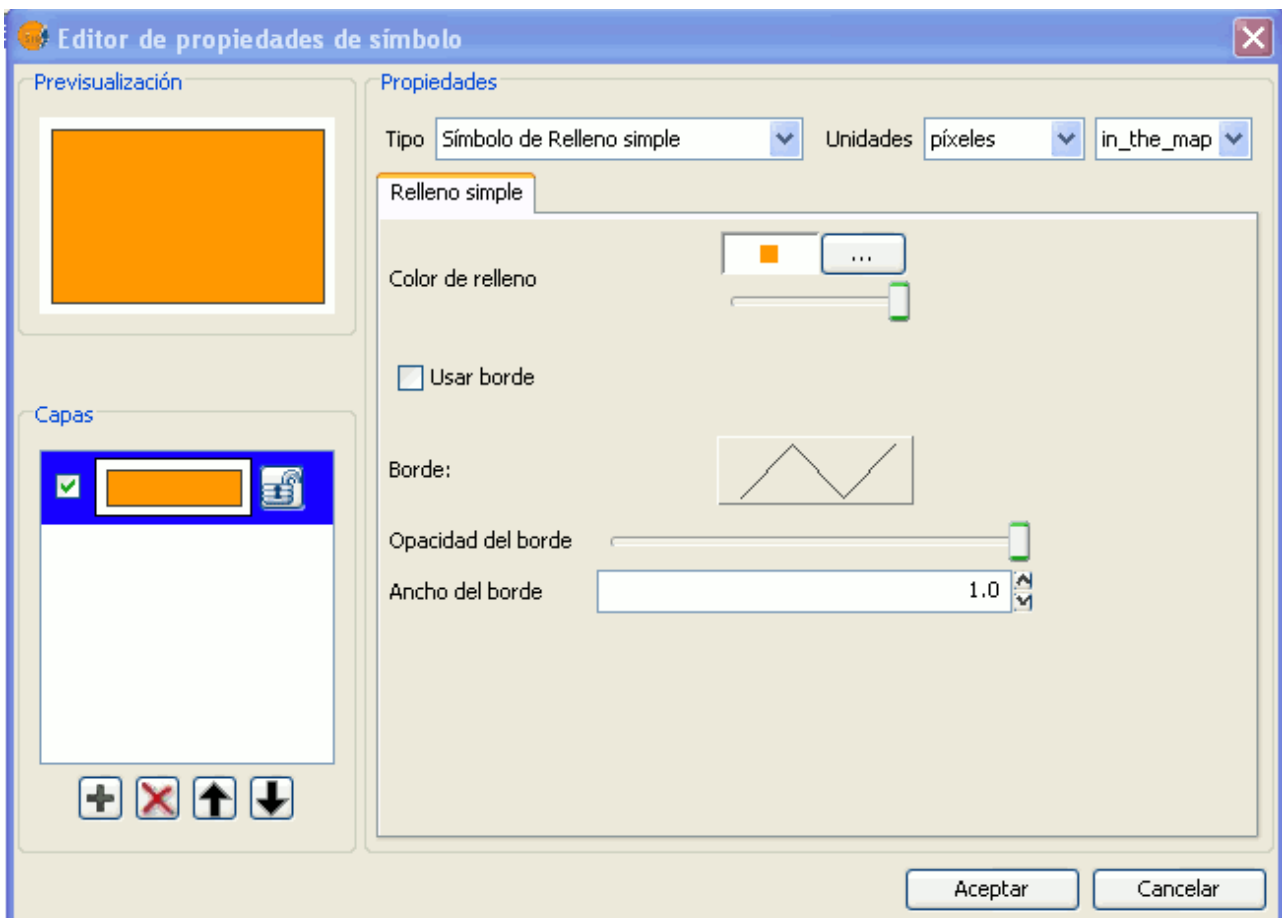 Editor de propiedades de símbolo
Previsualización
Propiedades
Tipo Símbolo de Relleno simple Unidades píxeles in_the_map
Relleno simple
Color de relleno ...
Usar borde
Capas
Borde:
Opacidad del borde
Ancho del borde 1.0
Aceptar Cancelar